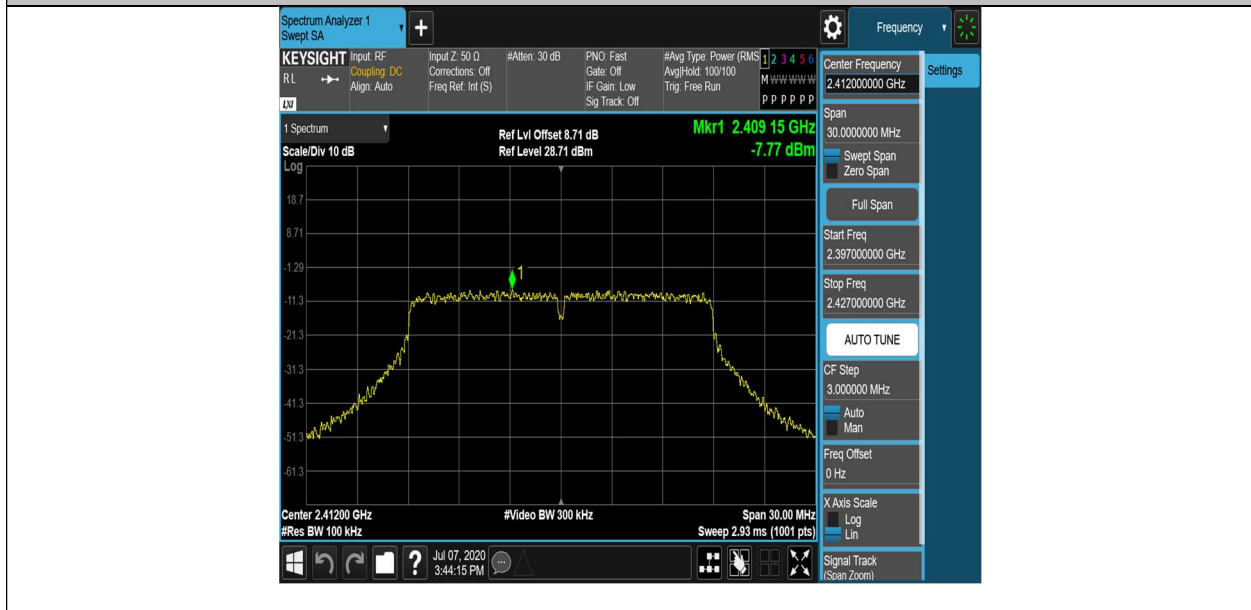 Spectrum Analyzer 1
Swept SA
+
Frequency
KEYSIGHT
RL
LXI
Input: RF
Coupling: DC
Align: Auto
Input Z: 50 Ω
Corrections: Off
Freq Ref: Int (S)
#Atten: 30 dB
PNO: Fast
Gate: Off
IF Gain: Low
Sig Track: Off
#Avg Type: Power (RMS
Avg|Hold: 100/100
Trig: Free Run
1 2 3 4 5 6
M W W W W W
P P P P P P
1 Spectrum
Scale/Div 10 dB
Log
Ref Lvl Offset 8.71 dB
Ref Level 28.71 dBm
Mkr1 2.409 15 GHz
-7.77 dBm
1
18.7
8.71
-1.29
-11.3
-21.3
-31.3
-41.3
-51.3
-61.3
Center 2.41200 GHz
#Res BW 100 kHz
#Video BW 300 kHz
Span 30.00 MHz
Sweep 2.93 ms (1001 pts)
?
Jul 07, 2020
3:44:15 PM
Center Frequency
2.412000000 GHz
Settings
Span
30.0000000 MHz
Swept Span
Zero Span
Full Span
Start Freq
2.397000000 GHz
Stop Freq
2.427000000 GHz
AUTO TUNE
CF Step
3.000000 MHz
Auto
Man
Freq Offset
0 Hz
X Axis Scale
Log
Lin
Signal Track
(Span Zoom)